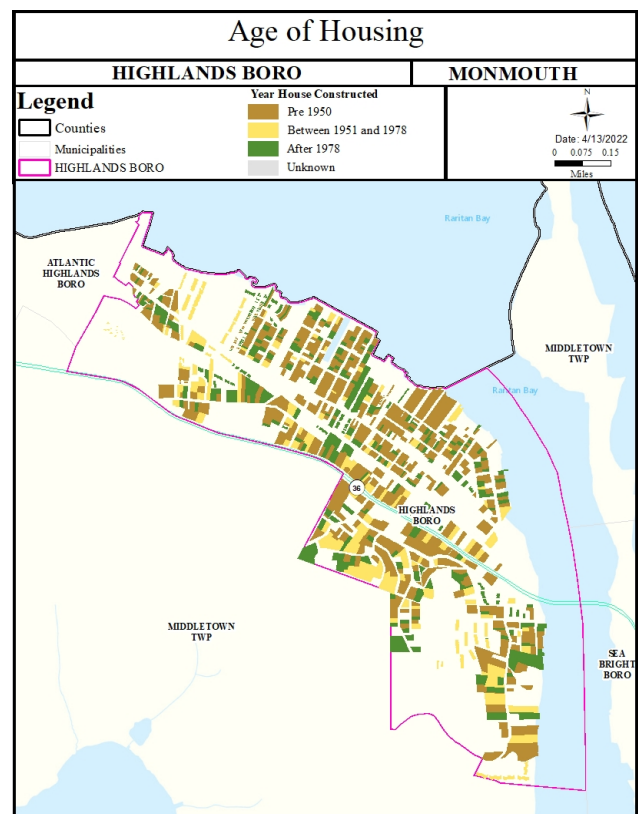 Age of Housing
HIGHLANDS BORO
MONMOUTH
Legend
Counties
Municipalities
HIGHLANDS BORO
Year House Constructed
Pre 1950
Between 1951 and 1978
After 1978
Unknown
N
Date: 4/13/2022
0 0.075 0.15
Miles
Raritan Bay
ATLANTIC
HIGHLANDS
BORO
MIDDLETOWN
TWP
Raritan Bay
36
HIGHLANDS
BORO
MIDDLETOWN
TWP
SEA
BRIGHT
BORO